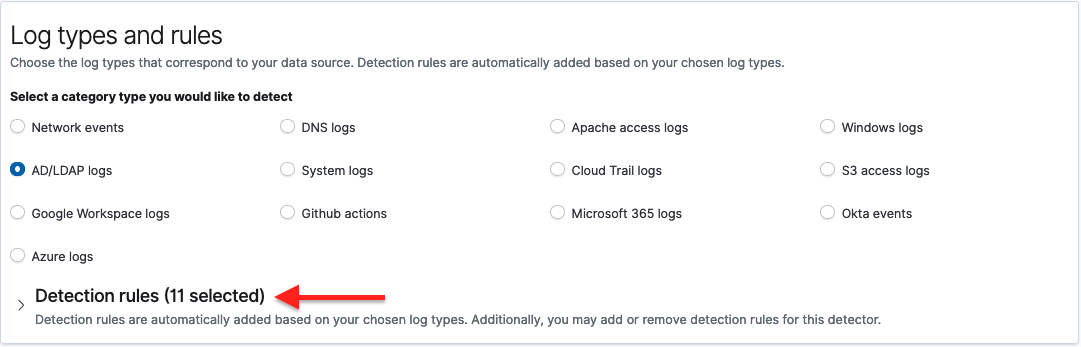 Log types and rules
Choose the log types that correspond to your data source. Detection rules are automatically added based on your chosen log types.
Select a category type you would like to detect
Network events
DNS logs
Apache access logs
Windows logs
AD/LDAP logs
System logs
Cloud Trail logs
S3 access logs
Google Workspace logs
Github actions
Microsoft 365 logs
Okta events
Azure logs
Detection rules (11 selected)
Detection rules are automatically added based on your chosen log types. Additionally, you may add or remove detection rules for this detector.